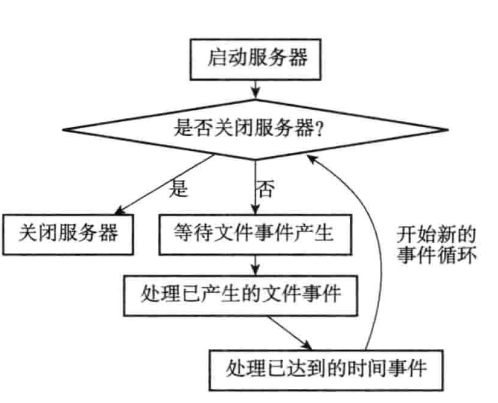 启动服务器
是否关闭服务器?
是
否
关闭服务器
等待文件事件产生
开始新的
事件循环
处理已产生的文件事件
处理已达到的时间事件